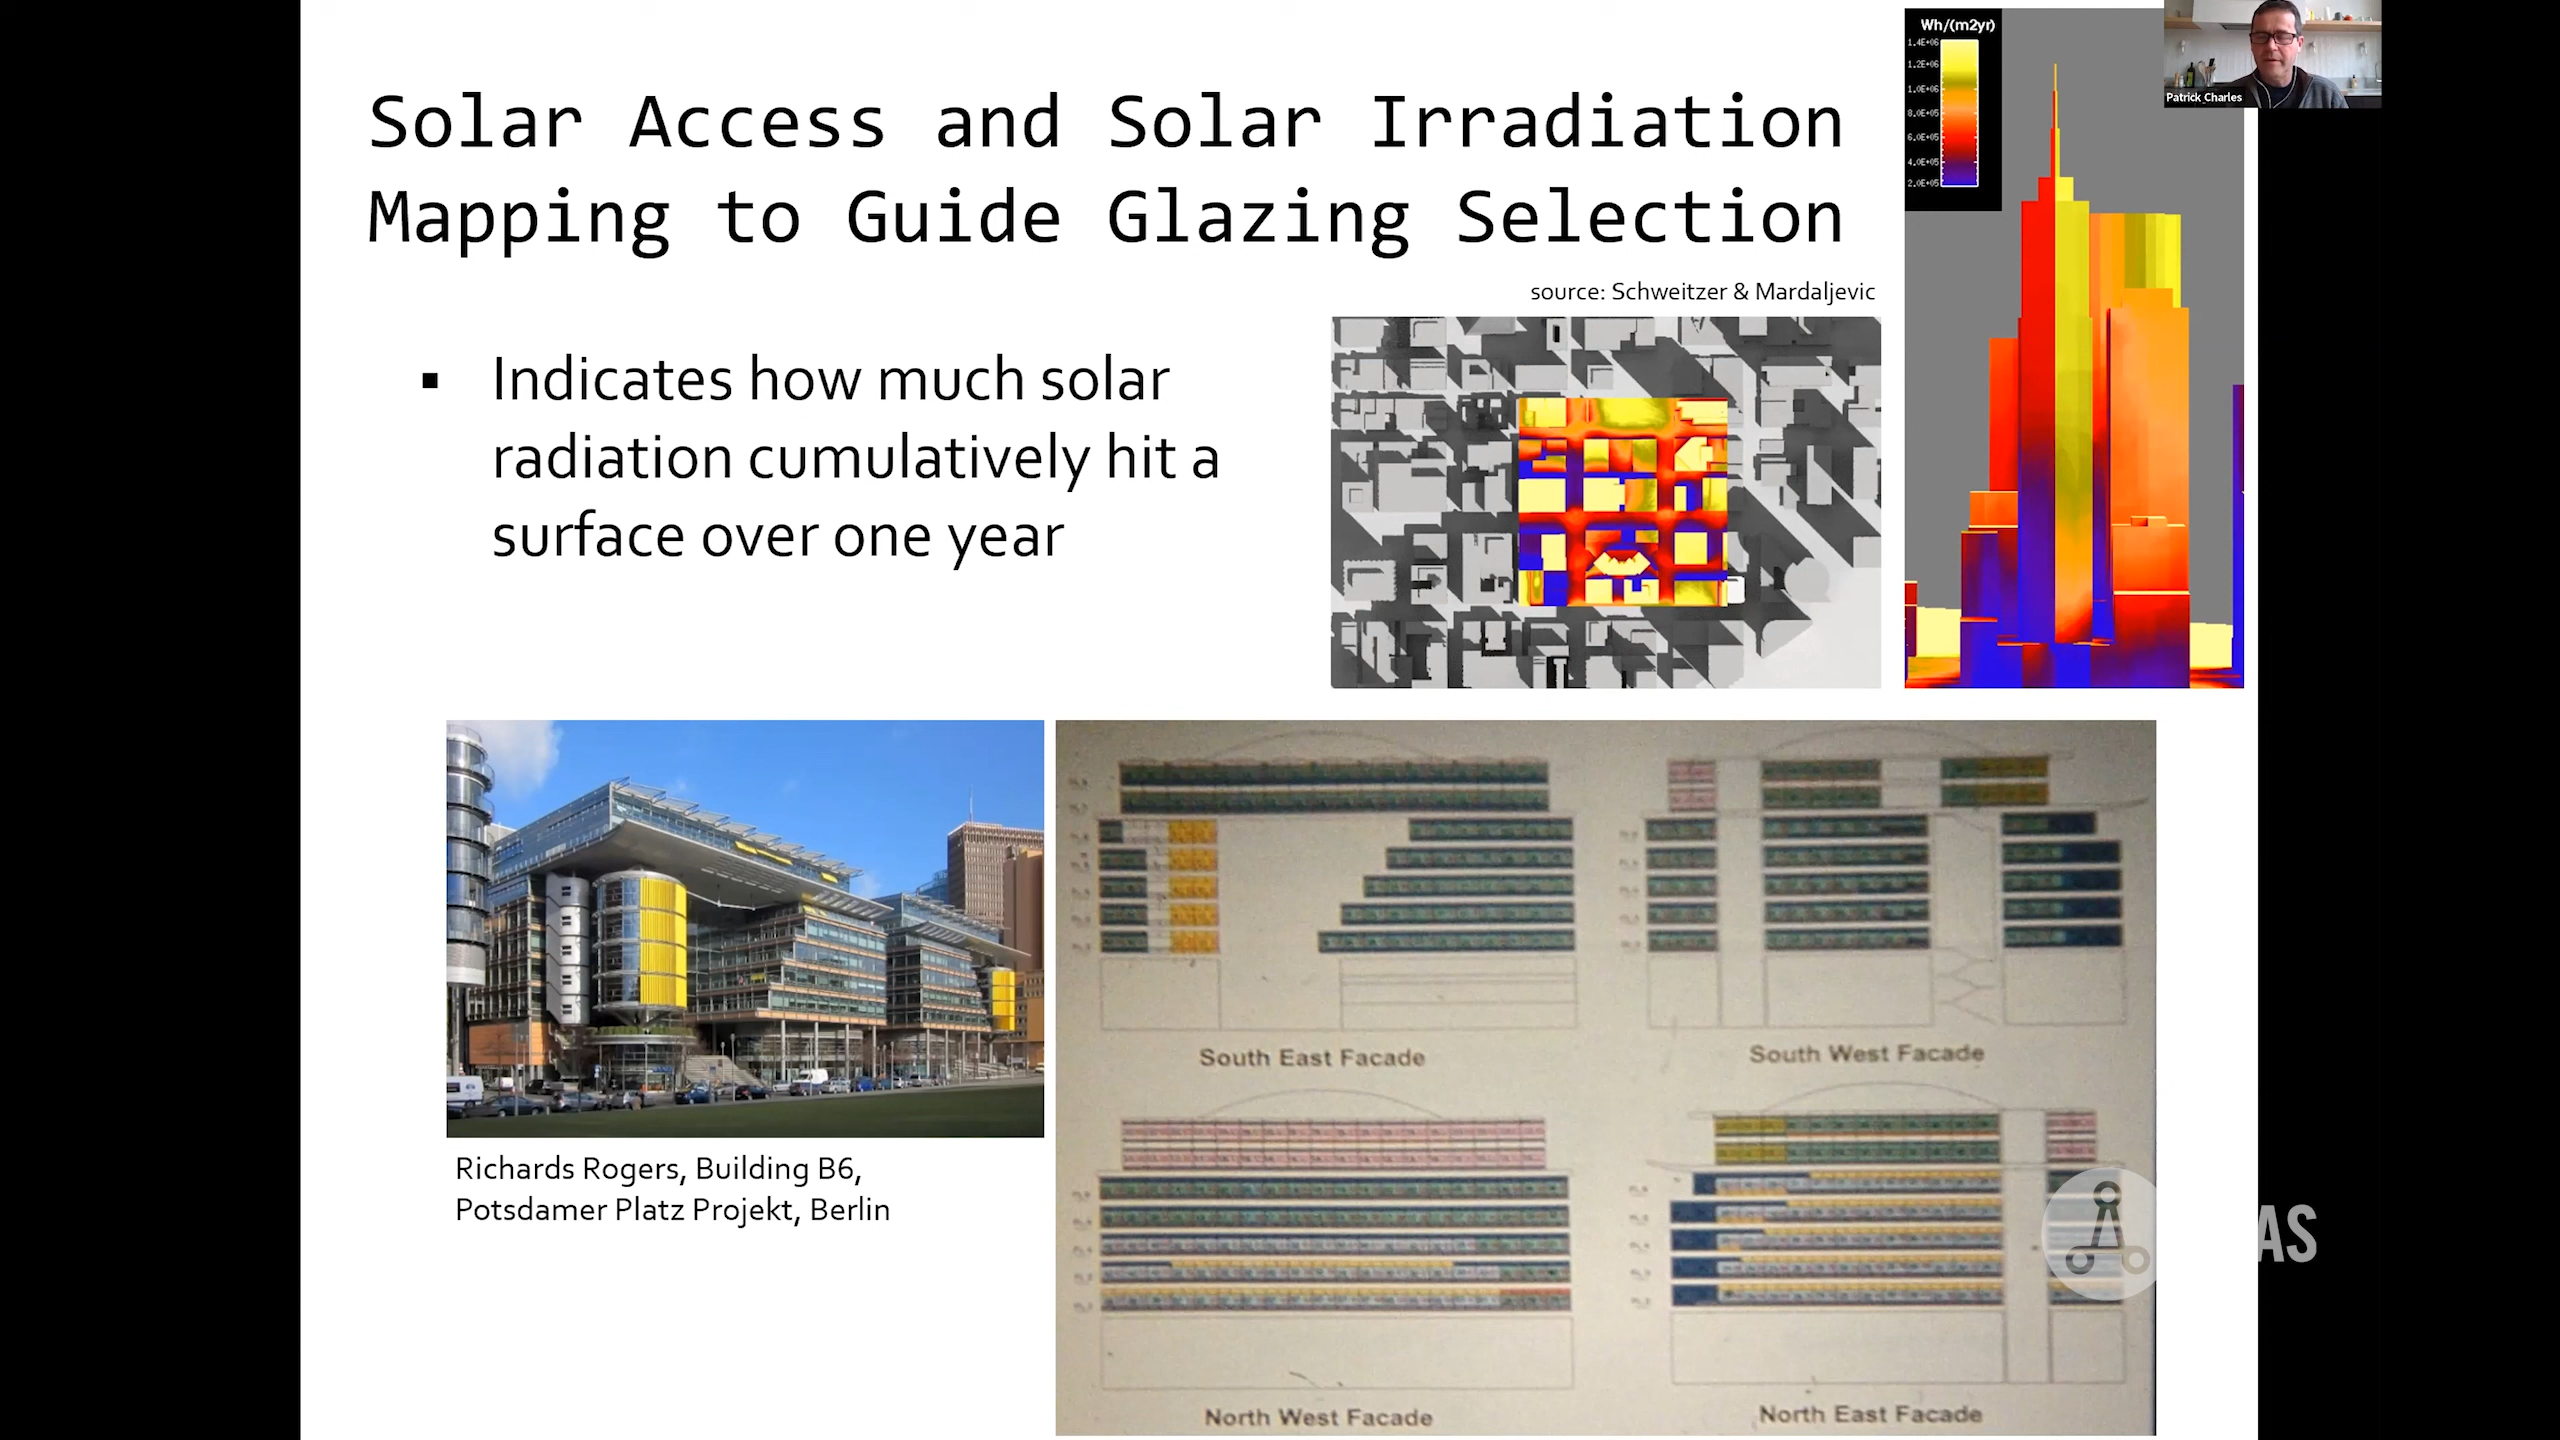 Solar Access and Solar Irradiation
Mapping to Guide Glazing Selection
source: Schweitzer & Mardaljevic
▪ Indicates how much solar
radiation cumulatively hit a
surface over one year
Wh/(m2yr)
1.4E+06
1.2E+06
1.0E+06
8.0E+05
6.0E+05
4.0E+05
2.0E+05
Patrick Charles
Richards Rogers, Building B6,
Potsdamer Platz Projekt, Berlin
South East Facade
South West Facade
North West Facade
North East Facade
AS